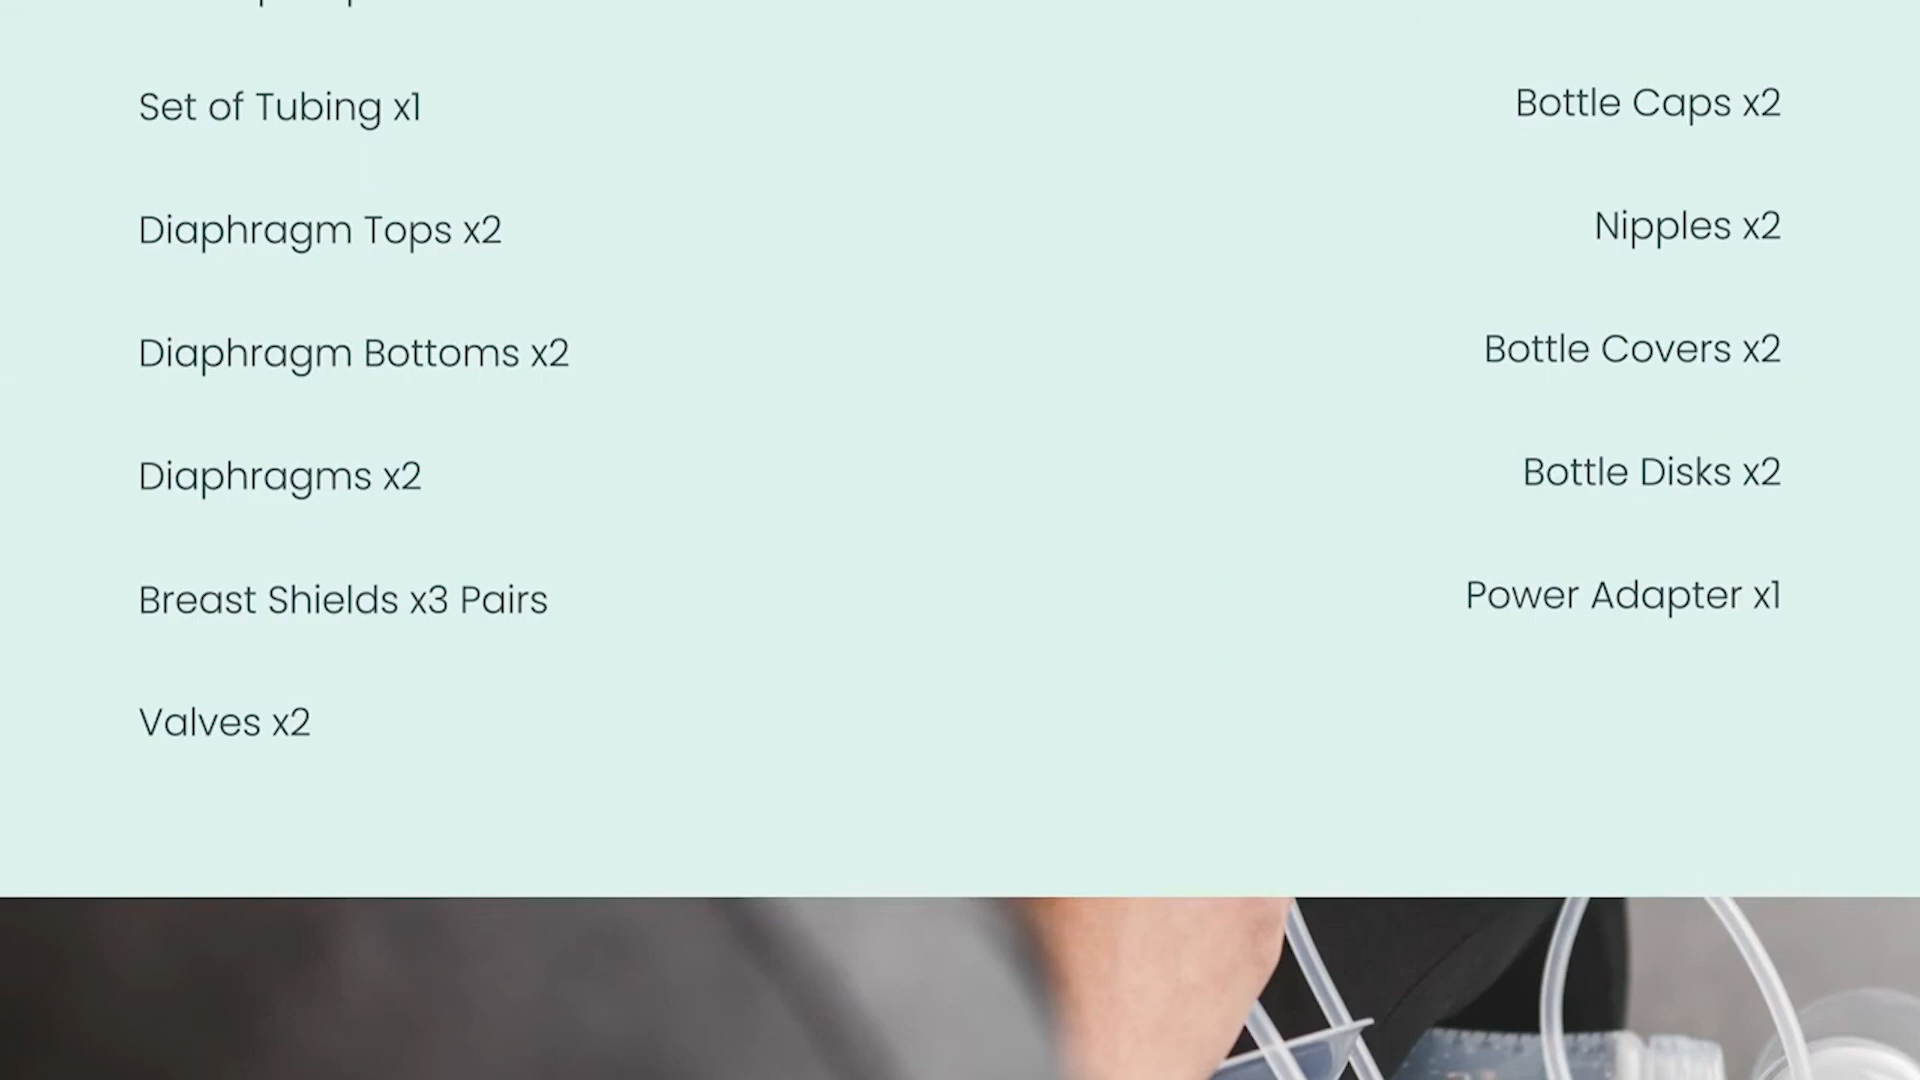 Set of Tubing x1
Diaphragm Tops x2
Diaphragm Bottoms x2
Diaphragms x2
Breast Shields x3 Pairs
Valves x2
Bottle Caps x2
Nipples x2
Bottle Covers x2
Bottle Disks x2
Power Adapter x1